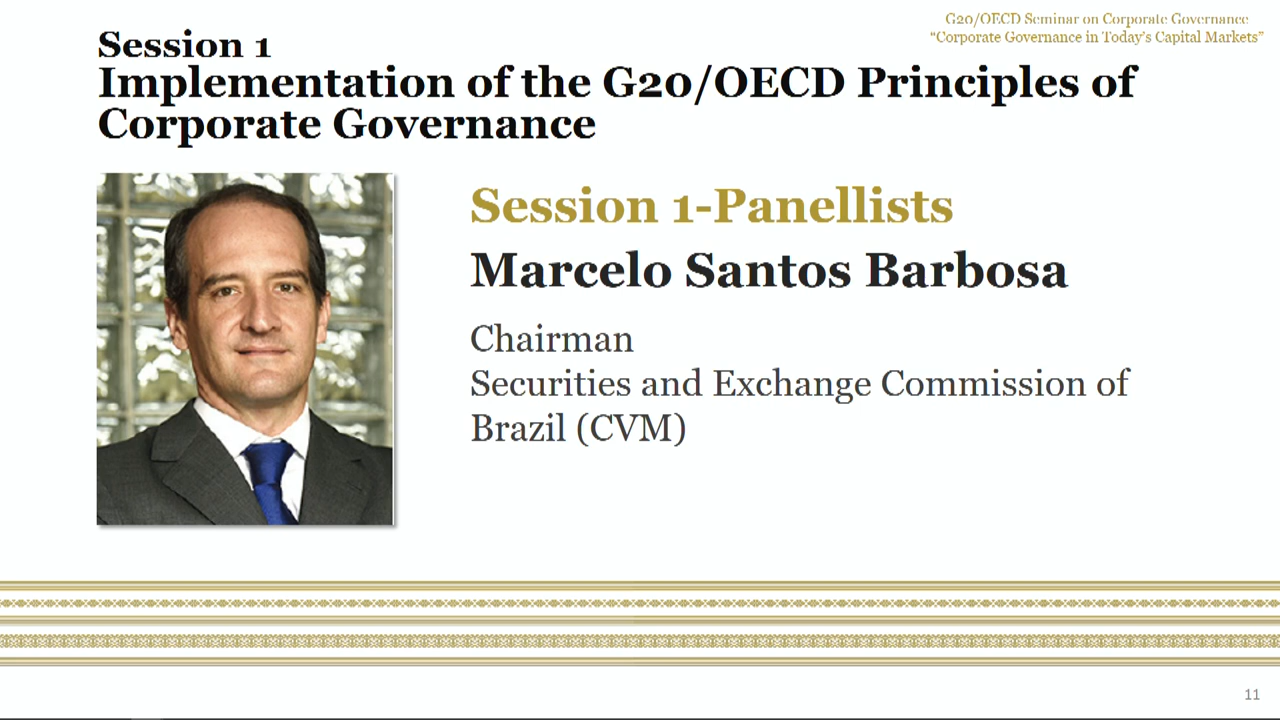 G20/OECD Seminar on Corporate Governance
“Corporate Governance in Today’s Capital Markets”
Session 1
Implementation of the G20/OECD Principles of
Corporate Governance
Session 1-Panellists
Marcelo Santos Barbosa
Chairman
Securities and Exchange Commission of
Brazil (CVM)
11